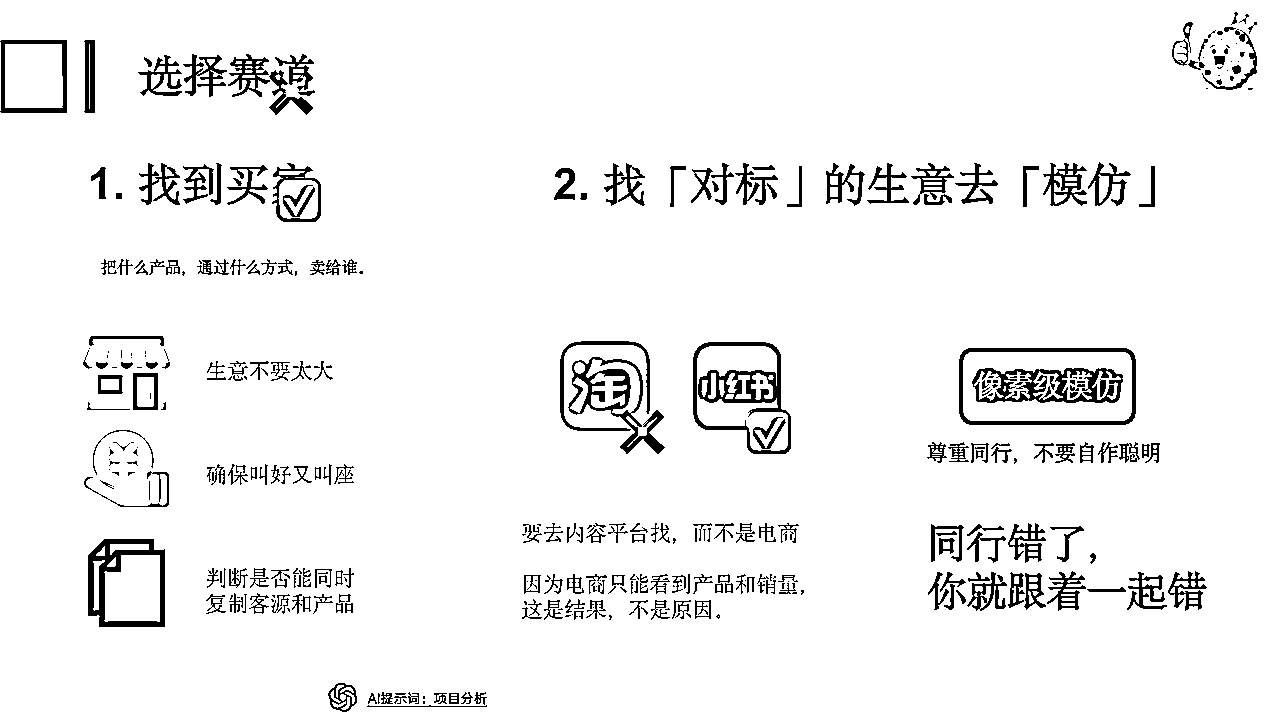 选择赛道
1. 找到买家
把什么产品，通过什么方式，卖给谁。
生意不要太大
确保叫好又叫座
判断是否能同时
复制客源和产品
2. 找「对标」的生意去「模仿」
淘
小红书
要去内容平台找，而不是电商
因为电商只能看到产品和销量，
这是结果，不是原因。
像素级模仿
尊重同行，不要自作聪明
同行错了，
你就跟着一起错
AI提示词：项目分析